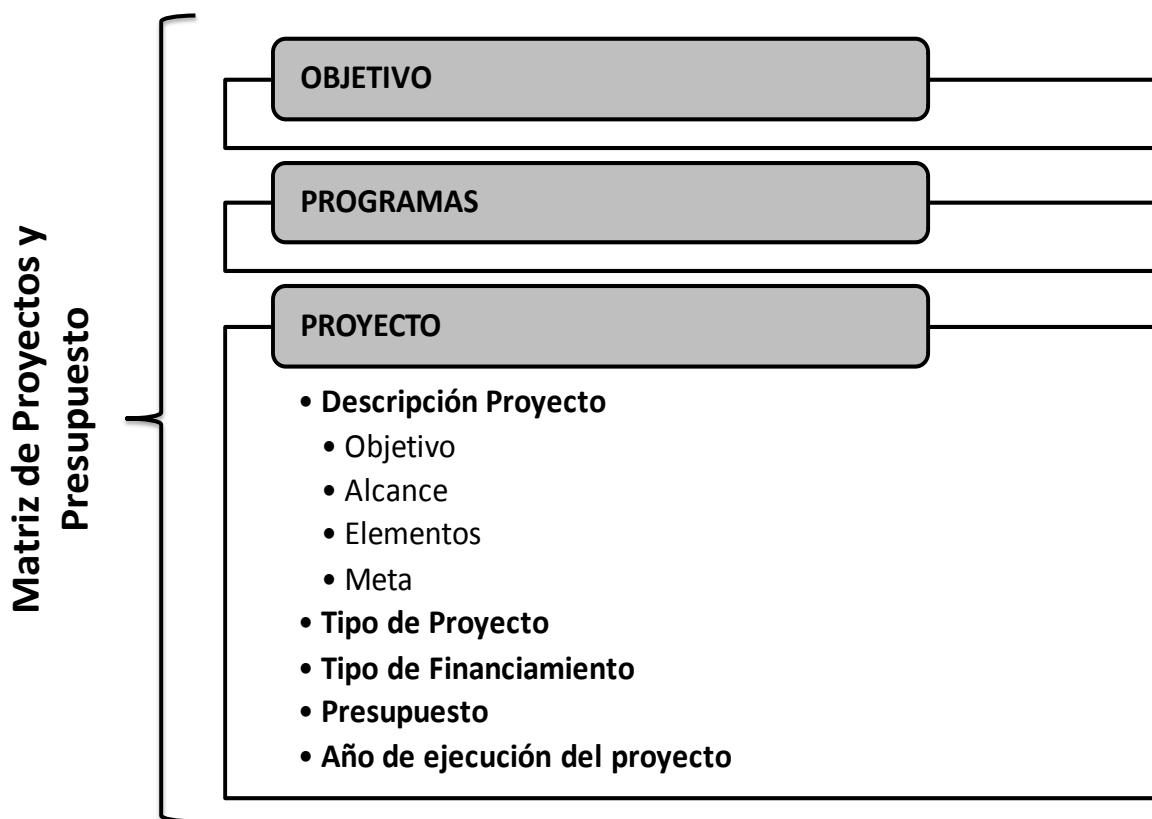 Matriz de Proyectos y
Presupuesto
OBJETIVO
PROGRAMAS
PROYECTO
• Descripción Proyecto
• Objetivo
• Alcance
• Elementos
• Meta
• Tipo de Proyecto
• Tipo de Financiamiento
• Presupuesto
• Año de ejecución del proyecto